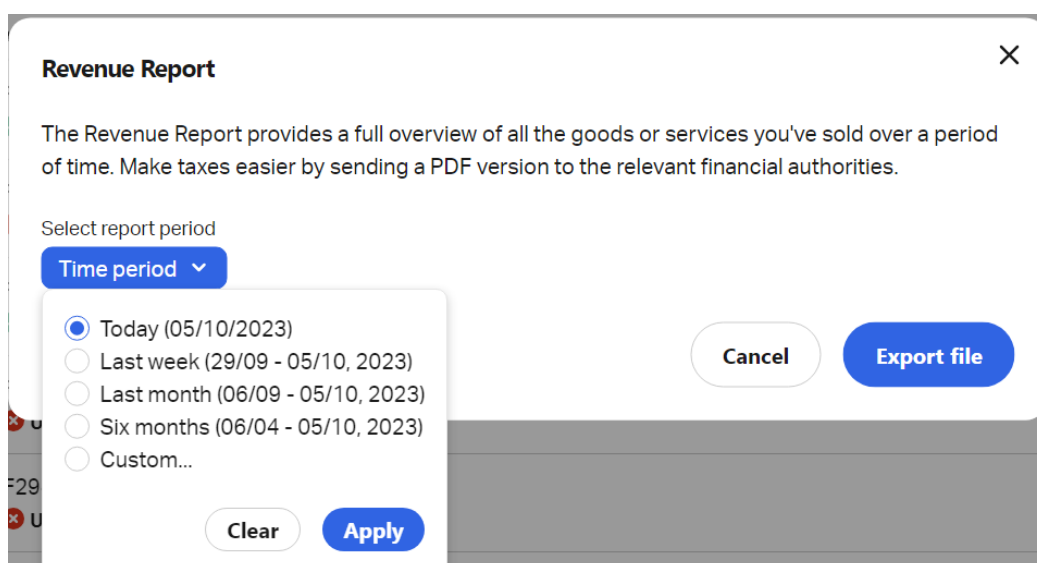 Revenue Report
The Revenue Report provides a full overview of all the goods or services you've sold over a period
of time. Make taxes easier by sending a PDF version to the relevant financial authorities.
Select report period
Time period
Today (05/10/2023)
Last week (29/09 - 05/10, 2023)
Last month (06/09 - 05/10, 2023)
Six months (06/04 - 05/10, 2023)
Custom...
Cancel
Export file
F29
Clear
Apply